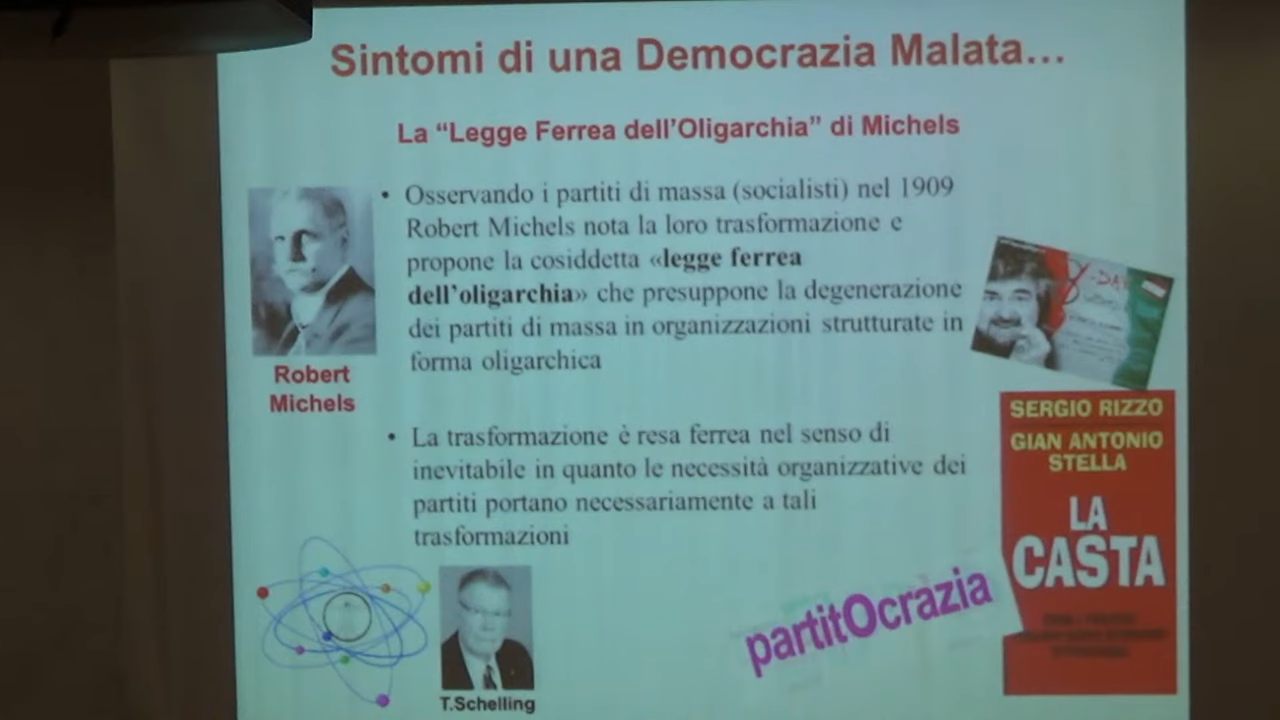 Sintomi di una Democrazia Malata...
La “Legge Ferrea dell’Oligarchia” di Michels
• Osservando i partiti di massa (socialisti) nel 1909
Robert Michels nota la loro trasformazione e
propone la cosiddetta «legge ferrea
dell’oligarchia» che presuppone la degenerazione
dei partiti di massa in organizzazioni strutturate in
forma oligarchica
Robert
Michels
• La trasformazione è resa ferrea nel senso di
inevitabile in quanto le necessità organizzative dei
partiti portano necessariamente a tali
trasformazioni
T.Schelling
partitOcrazia
V-DAY
SERGIO RIZZO
GIAN ANTONIO
STELLA
LA
CASTA